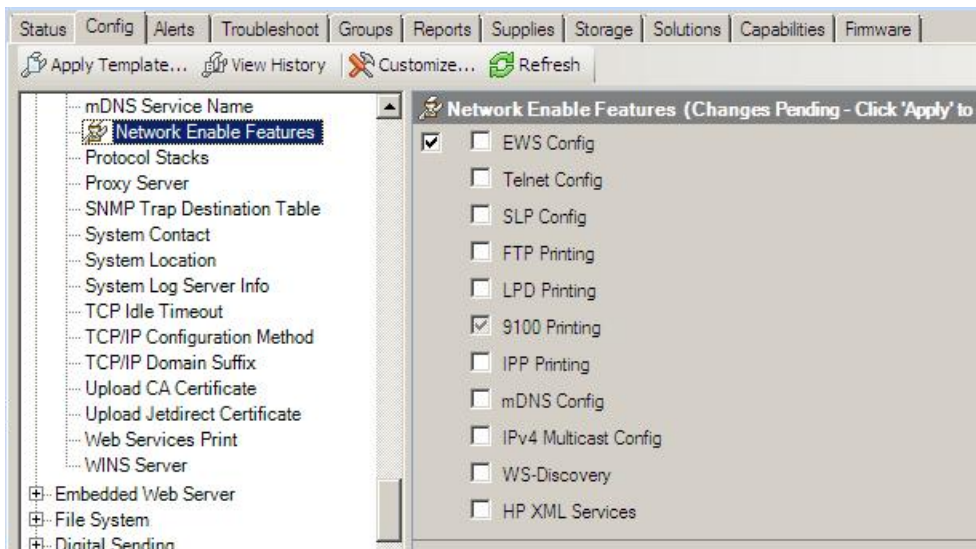 Status Config Alerts Troubleshoot Groups Reports Supplies Storage Solutions Capabilities Firmware
Apply Template... View History Customize... Refresh
mDNS Service Name
Network Enable Features
Protocol Stacks
Proxy Server
SNMP Trap Destination Table
System Contact
System Location
System Log Server Info
TCP Idle Timeout
TCP/IP Configuration Method
TCP/IP Domain Suffix
Upload CA Certificate
Upload Jetdirect Certificate
Web Services Print
WINS Server
Embedded Web Server
File System
Digital Sending
Network Enable Features (Changes Pending - Click 'Apply' to
EWS Config
Telnet Config
SLP Config
FTP Printing
LPD Printing
9100 Printing
IPP Printing
mDNS Config
IPv4 Multicast Config
WS-Discovery
HP XML Services